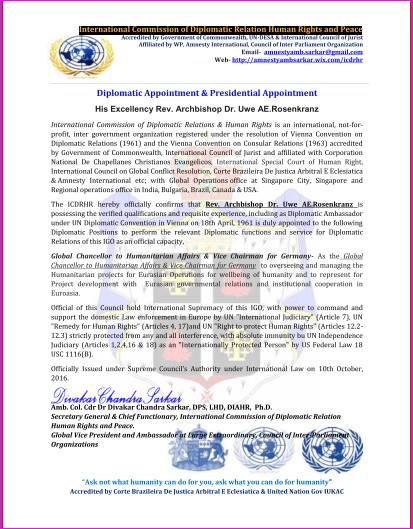 International Commission of Diplomatic Relation Human Rights and Peace
Accredited by Government of Commonwealth, UN-DESA & International Council of Jurist
Affiliated by WP, Amnesty International, Council of Inter Parliament Organization
Email- amnestyamb.sarkar@gmail.com
Web- http://amnestyambsarkar.wix.com/icdrhr
Diplomatic Appointment & Presidential Appointment
His Excellency Rev. Archbishop Dr. Uwe AE.Rosenkranz
International Commission of Diplomatic Relations & Human Rights is an international, not-for-
profit, inter government organization registered under the resolution of Vienna Convention on
Diplomatic Relations (1961) and the Vienna Convention on Consular Relations (1963) accredited
by Government of Commonwealth, International Council of Jurist and affiliated with Corporation
National De Chapellanes Christianos Evangelicos, International Special Court of Human Right,
International Council on Global Conflict Resolution, Corte Brazileira De Justica Arbitral E Eclesiatica
& Amnesty International etc; with Global Operations office at Singapore City, Singapore and
Regional operations office in India, Bulgaria, Brazil, Canada & USA.
The ICDRHR hereby officially confirms that Rev. Archbishop Dr. Uwe AE.Rosenkranz is
possessing the verified qualifications and requisite experience, including as Diplomatic Ambassador
under UN Diplomatic Convention in Vienna on 18th April, 1961 is duly appointed to the following
Diplomatic Positions to perform the relevant Diplomatic functions and service for Diplomatic
Relations of this IGO as an official capacity.
Global Chancellor to Humanitarian Affairs & Vice Chairman for Germany- As the Global
Chancellor to Humanitarian Affairs & Vice Chairman for Germany to overseeing and managing the
Humanitarian projects for Eurasian Operations for wellbeing of humanity and to represent for
Project development with Eurasian governmental relations and institutional cooperation in
Euroasia.
Official of this Council hold International Supremacy of this IGO, with power to command and
support the domestic Law enforcement in Europe by UN "International Judiciary" (Article 7), UN
"Remedy for Human Rights" (Articles 4, 17)and UN "Right to protect Human Rights" (Articles 12.2-
12.3) strictly protected from any and all interference, with absolute immunity bu UN Independence
Judiciary (Articles 1,2,4,16 & 18) as an "Internationally Protected Person" by US Federal Law 18
USC 1116(B).
Officially Issued under Supreme Council's Authority under International Law on 10th October,
2016.
Divakar Chandra Sarkar
Amb. Col. Cdr Dr Divakar Chandra Sarkar, DPS, LHD, DIAHR, Ph.D.
Secretary General & Chief Functionary, International Commission of Diplomatic Relation
Human Rights and Peace.
Global Vice President and Ambassador at Large Extraordinary, Council of Inter Parliament
Organizations
"Ask not what humanity can do for you, ask what you can do for humanity"
Accredited by Corte Brazileira De Justica Arbitral E Eclesiatica & United Nation Gov IUKAC